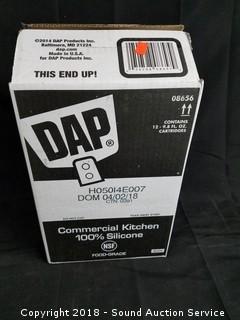 ©2014 DAP Products Inc.
Baltimore, MD 21224
dap.com
Made in U.S.A.
for DAP Products Inc.
THIS END UP!
08656
CONTAINS
12 - 9.8 FL. OZ.
CARTRIDGES
DAP®
H05014E007
DOM 04/02/18
Commercial Kitchen
100% Silicone
NSF
FOOD-GRADE
Copyright 2018 - Sound Auction Service